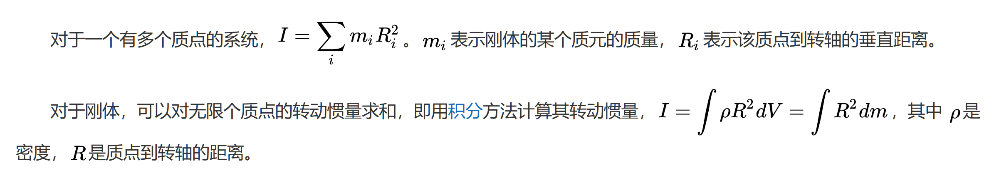 对于一个有多个质点的系统，$I = \sum_{i} m_i R_i^2$。$m_i$ 表示刚体的某个质元的质量，$R_i$ 表示该质点到转轴的垂直距离。
对于刚体，可以对无限个质点的转动惯量求和，即用积分方法计算其转动惯量，$I = \int \rho R^2 dV = \int R^2 dm$，其中 $\rho$ 是
密度，$R$ 是质点到转轴的距离。